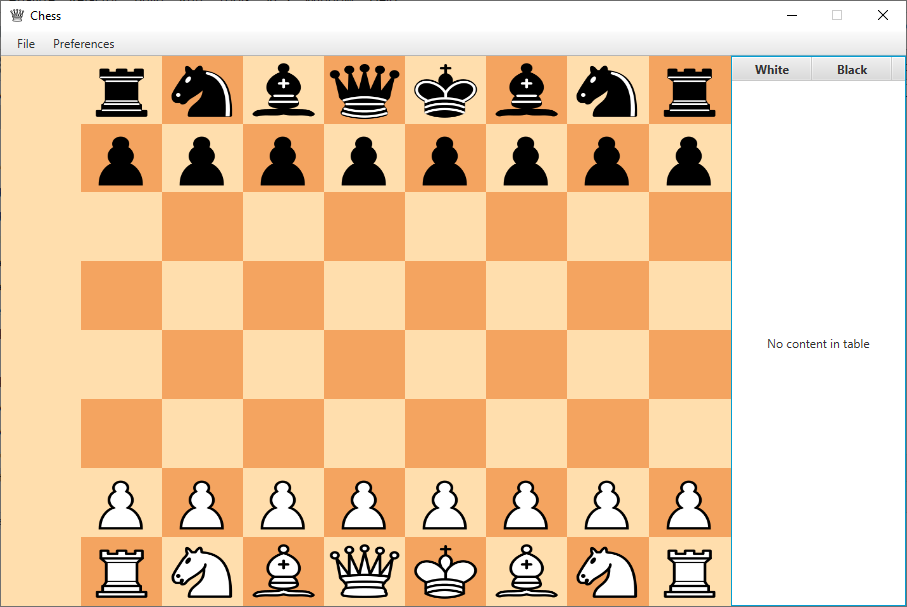 Chess
File Preferences
White Black
No content in table